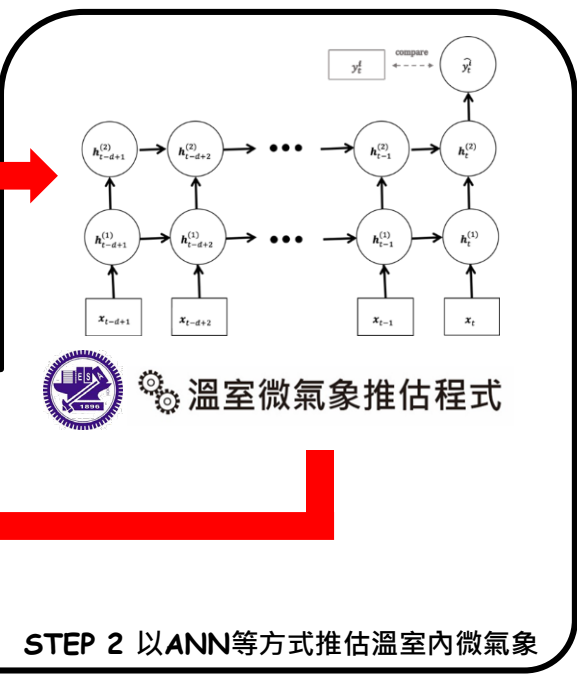 compare
y_t^i
ŷ_t^i
h_{t-d+1}^{(2)} h_{t-d+2}^{(2)} ••• h_{t-1}^{(2)} h_t^{(2)}
h_{t-d+1}^{(1)} h_{t-d+2}^{(1)} ••• h_{t-1}^{(1)} h_t^{(1)}
x_{t-d+1} x_{t-d+2} x_{t-1} x_t
1896
溫室微氣象推估程式
STEP 2 以ANN等方式推估溫室內微氣象